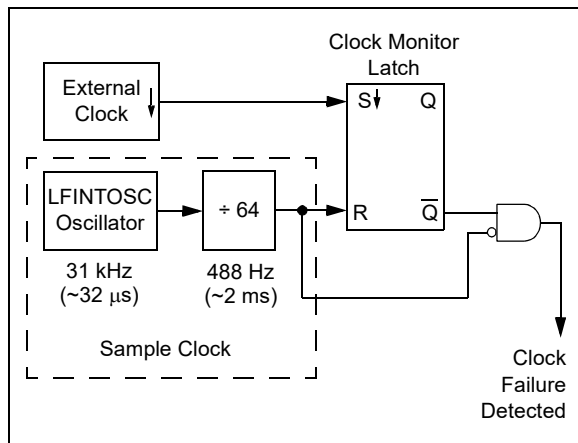 Clock Monitor
Latch
External
Clock
S
Q
LFINTOSC
Oscillator
÷ 64
R
Q̅
31 kHz
(~32 μs)
488 Hz
(~2 ms)
Sample Clock
Clock
Failure
Detected